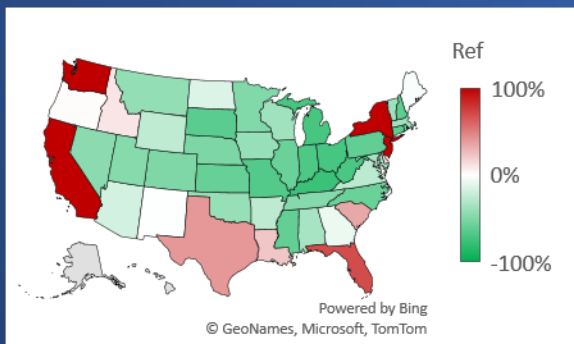 Ref
100%
0%
-100%
Powered by Bing
© GeoNames, Microsoft, TomTom